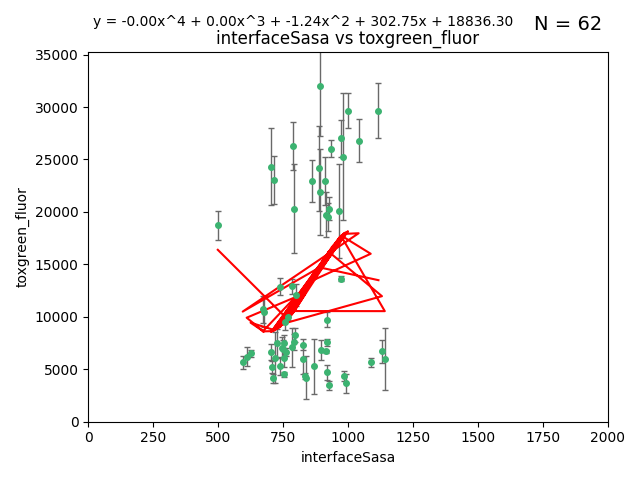 y = -0.00x^4 + 0.00x^3 + -1.24x^2 + 302.75x + 18836.30
N = 62
interfaceSasa vs toxgreen_fluor
35000
30000
25000
20000
15000
10000
5000
0
toxgreen_fluor
0 250 500 750 1000 1250 1500 1750 2000
interfaceSasa